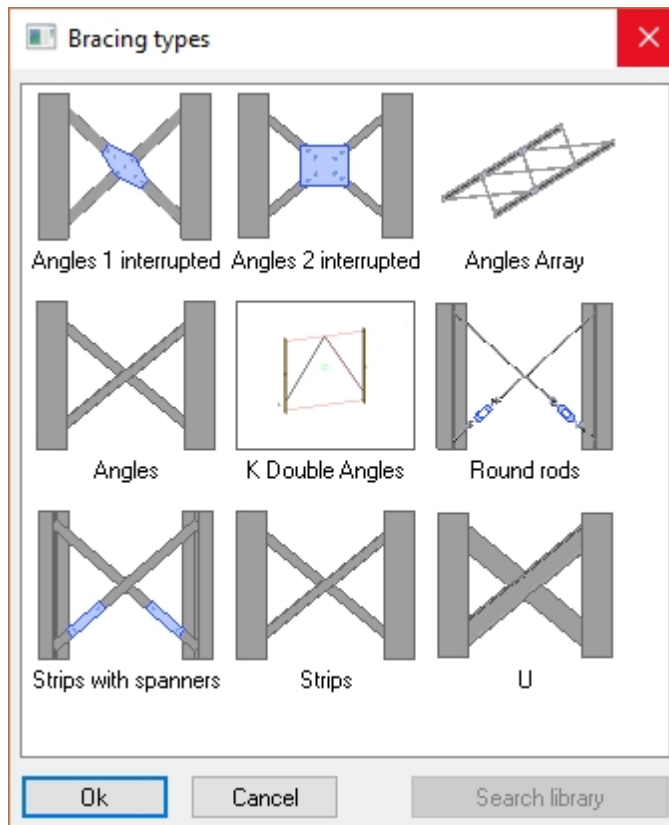 Bracing types
Angles 1 interrupted
Angles 2 interrupted
Angles Array
Angles
K Double Angles
Round rods
Strips with spanners
Strips
U
Ok
Cancel
Search library